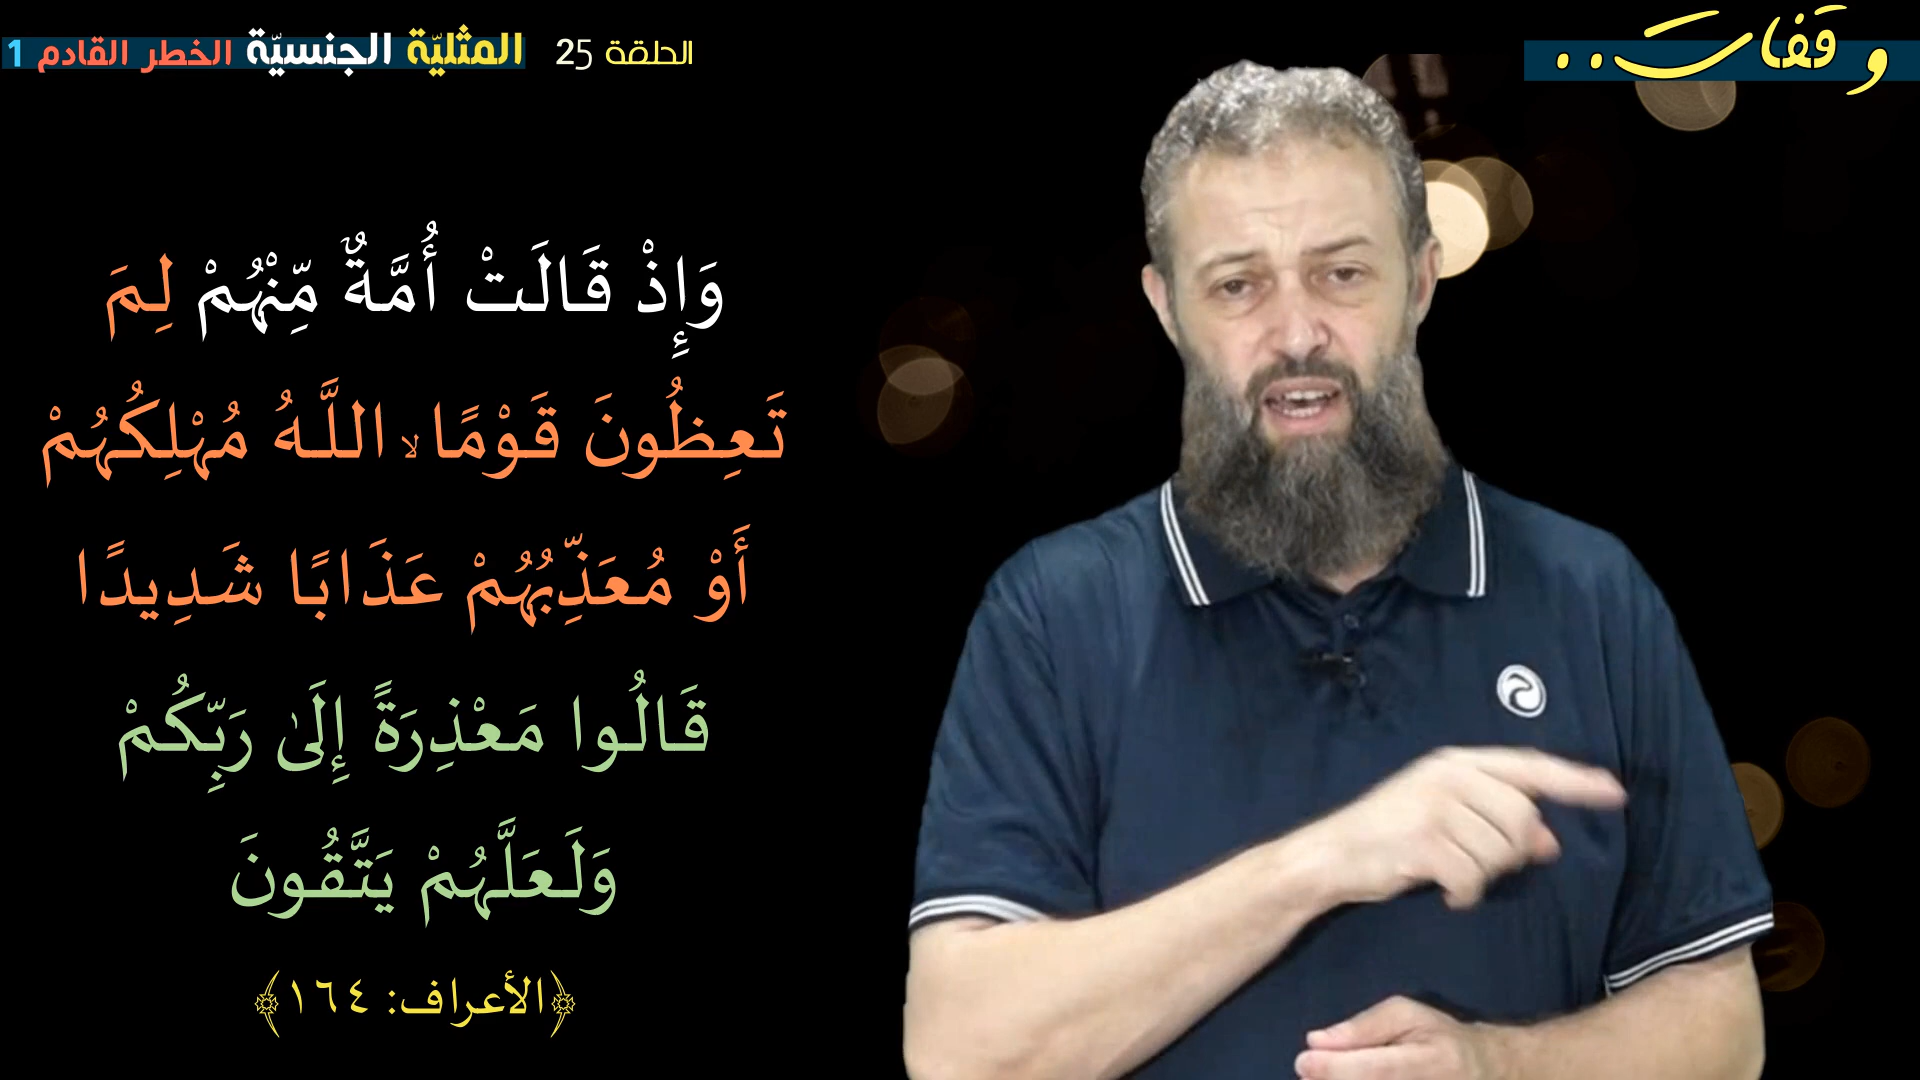 وقفات..
الحلقة 25 المثليّة الجنسيّة الخطر القادم 1
وَإِذْ قَالَتْ أُمَّةٌ مِّنْهُمْ لِمَ
تَعِظُونَ قَوْمًا ۙ اللَّهُ مُهْلِكُهُمْ
أَوْ مُعَذِّبُهُمْ عَذَابًا شَدِيدًا
قَالُوا مَعْذِرَةً إِلَىٰ رَبِّكُمْ
وَلَعَلَّهُمْ يَتَّقُونَ
﴿الأعراف: ١٦٤﴾